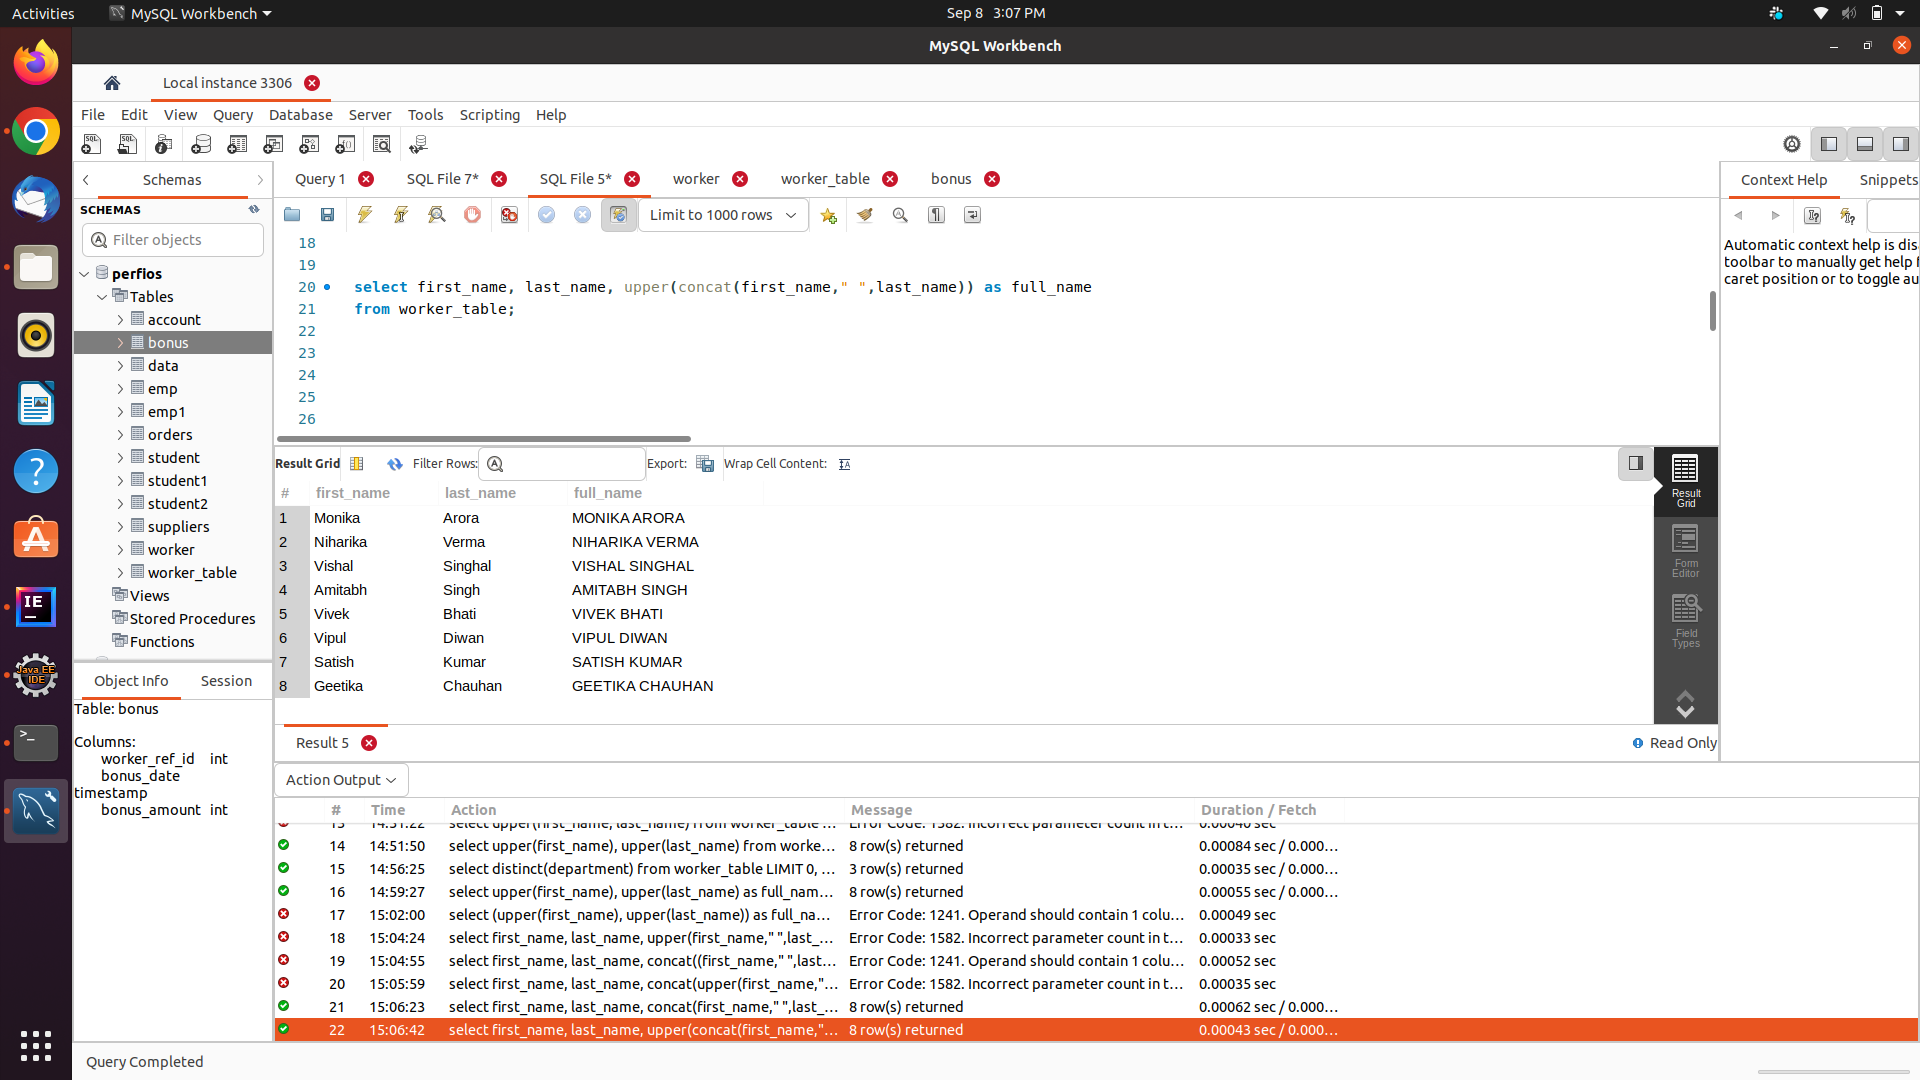 Activities
MySQL Workbench
Sep 8 3:07 PM
MySQL Workbench
Local instance 3306
File Edit View Query Database Server Tools Scripting Help
Schemas
SCHEMAS
Filter objects
perfios
Tables
account
bonus
data
emp
emp1
orders
student
student1
student2
suppliers
worker
worker_table
Views
Stored Procedures
Functions
Object Info Session
Table: bonus
Columns:
worker_ref_id int
bonus_date
timestamp
bonus_amount int
Query 1 SQL File 7* SQL File 5* worker worker_table bonus
Limit to 1000 rows
18
19
20 select first_name, last_name, upper(concat(first_name," ",last_name)) as full_name
21 from worker_table;
22
23
24
25
26
Result Grid Filter Rows: Export: Wrap Cell Content:
# first_name last_name full_name
1 Monika Arora MONIKA ARORA
2 Niharika Verma NIHARIKA VERMA
3 Vishal Singhal VISHAL SINGHAL
4 Amitabh Singh AMITABH SINGH
5 Vivek Bhati VIVEK BHATI
6 Vipul Diwan VIPUL DIWAN
7 Satish Kumar SATISH KUMAR
8 Geetika Chauhan GEETIKA CHAUHAN
Result
Grid
Form
Editor
Field
Types
Result 5
Read Only
Context Help Snippets
Automatic context help is dis
toolbar to manually get help f
caret position or to toggle au
Action Output
# Time Action Message Duration / Fetch
13 14:51:22 select upper(first_name, last_name) from worker_table ... Error Code: 1582. Incorrect parameter count in t... 0.00040 sec
14 14:51:50 select upper(first_name), upper(last_name) from worke... 8 row(s) returned 0.00084 sec / 0.000...
15 14:56:25 select distinct(department) from worker_table LIMIT 0, ... 3 row(s) returned 0.00035 sec / 0.000...
16 14:59:27 select upper(first_name), upper(last_name) as full_nam... 8 row(s) returned 0.00055 sec / 0.000...
17 15:02:00 select (upper(first_name), upper(last_name)) as full_na... Error Code: 1241. Operand should contain 1 colu... 0.00049 sec
18 15:04:24 select first_name, last_name, upper(first_name," ",last_... Error Code: 1582. Incorrect parameter count in t... 0.00033 sec
19 15:04:55 select first_name, last_name, concat((first_name," ",last... Error Code: 1241. Operand should contain 1 colu... 0.00052 sec
20 15:05:59 select first_name, last_name, concat(upper(first_name,"... Error Code: 1582. Incorrect parameter count in t... 0.00035 sec
21 15:06:23 select first_name, last_name, concat(first_name," ",last_... 8 row(s) returned 0.00062 sec / 0.000...
22 15:06:42 select first_name, last_name, upper(concat(first_name,"... 8 row(s) returned 0.00043 sec / 0.000...
Query Completed
IE
Java EE
IDE